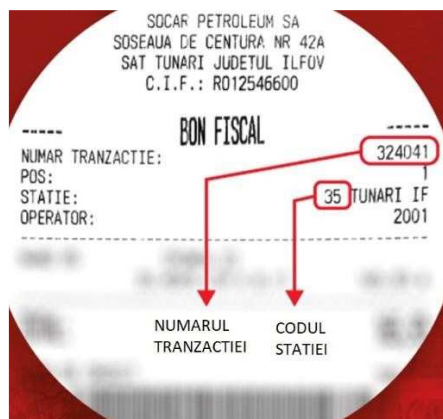 SOCAR PETROLEUM SA
SOSEAUA DE CENTURA NR 42A
SAT TUNARI JUDETUL ILFOV
C.I.F.: RO12546600
----- BON FISCAL -----
NUMAR TRANZACTIE: 324041
POS: 1
STATIE: 35 TUNARI IF
OPERATOR: 2001
NUMARUL CODUL
TRANZACTIEI STATIEI